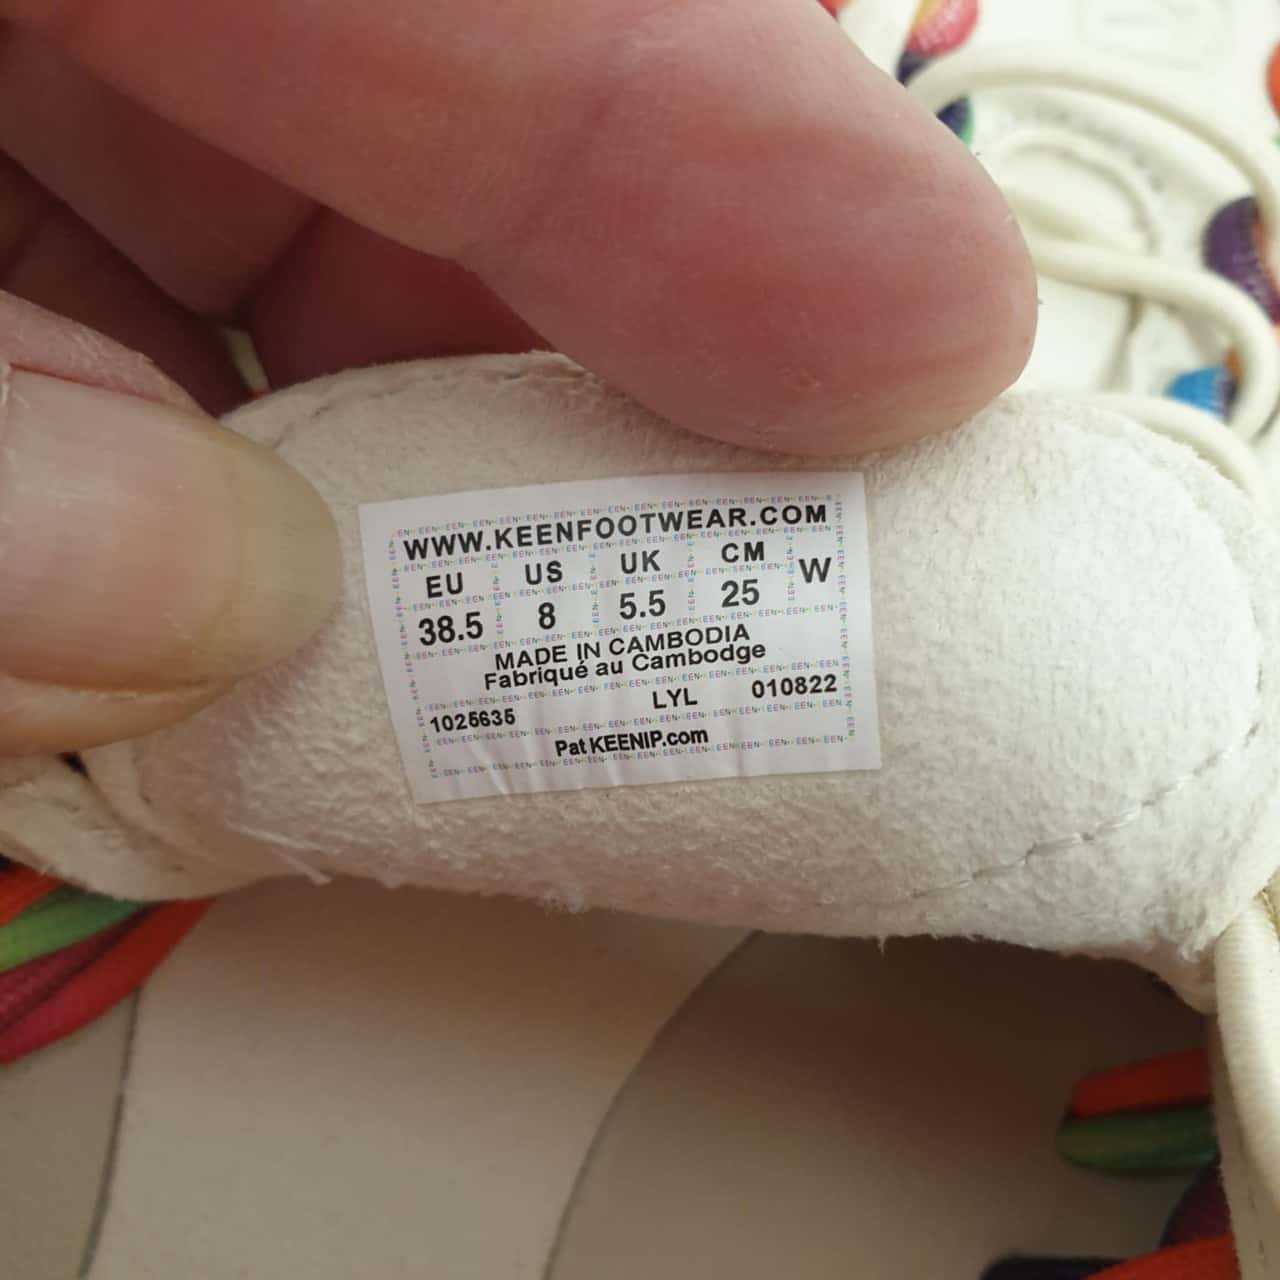 WWW.KEENFOOTWEAR.COM
EU US UK CM W
38.5 8 5.5 25
MADE IN CAMBODIA
Fabriqué au Cambodge
1025635 LYL 010822
Pat KEENIP.com